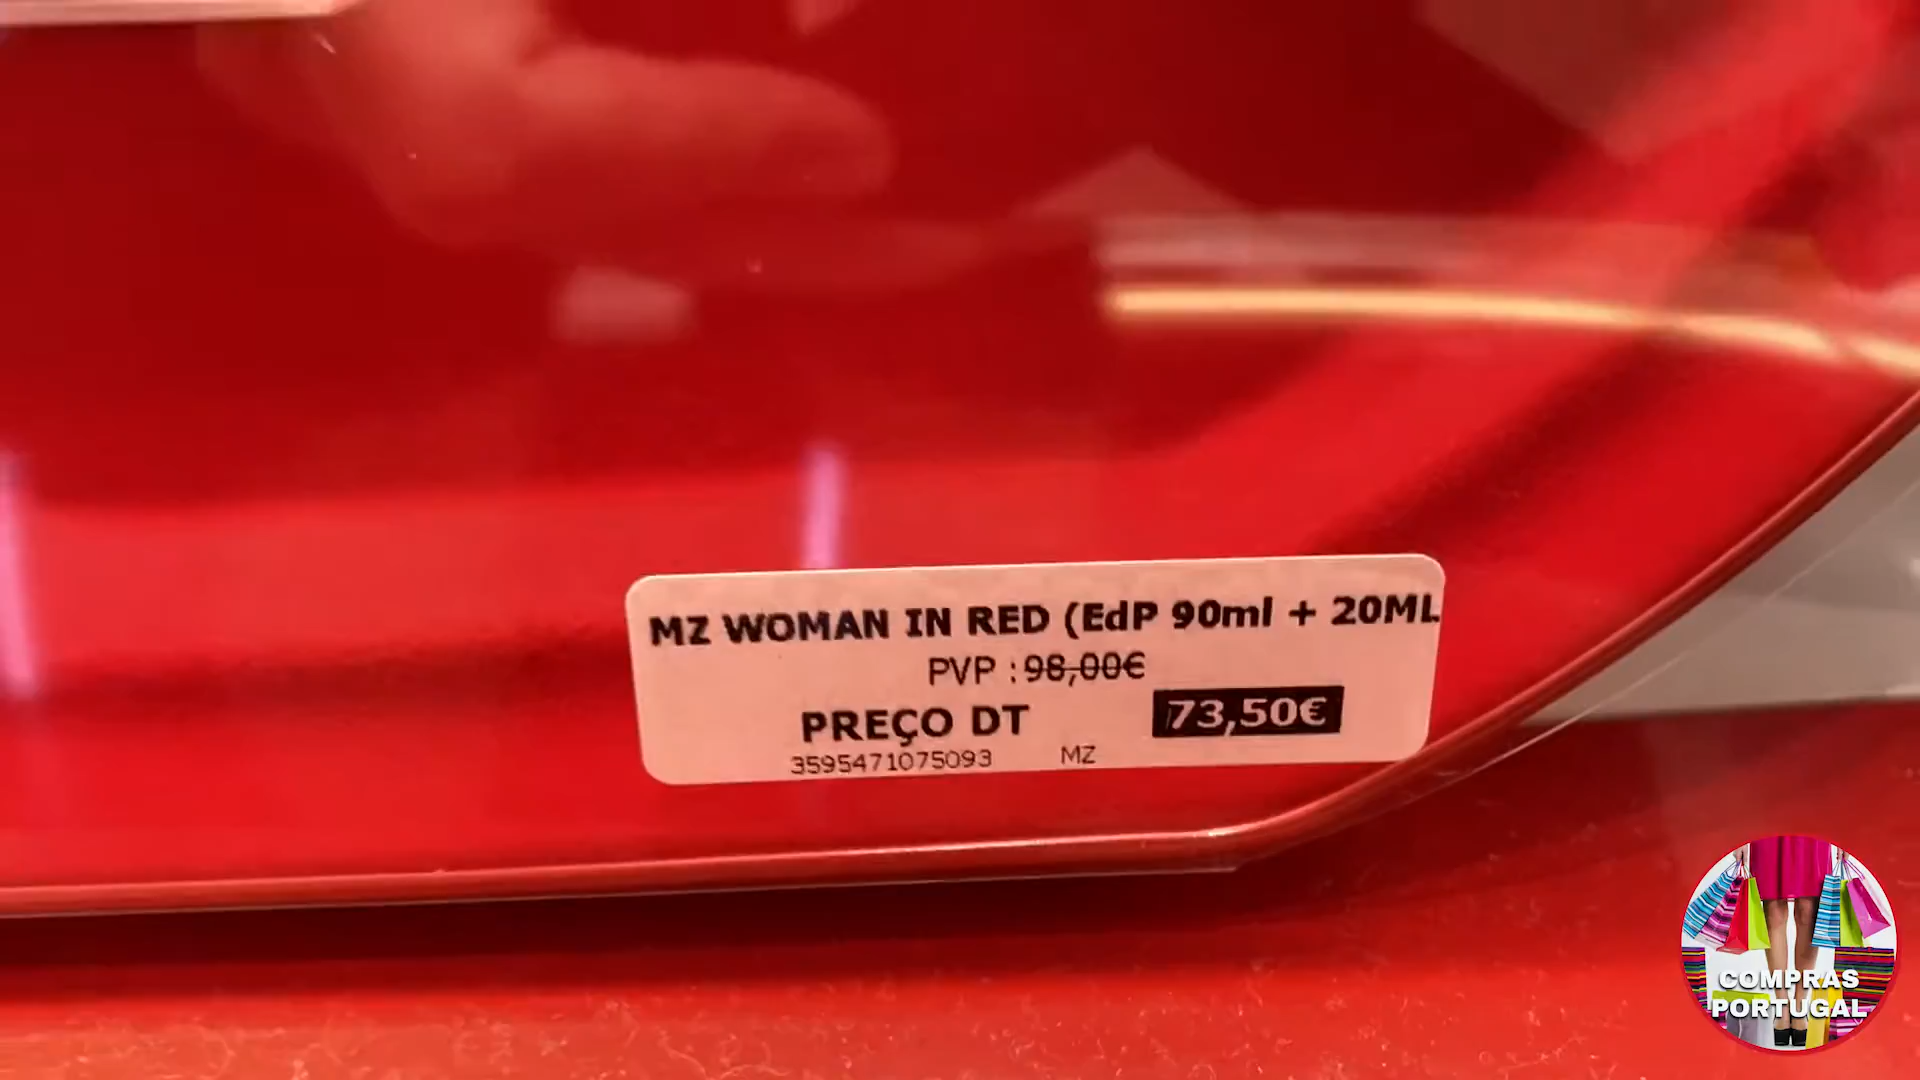 MZ WOMAN IN RED (EdP 90ml + 20ML
PVP : 98,00€
PREÇO DT 73,50€
3595471075093 MZ
COMPRAS
PORTUGAL